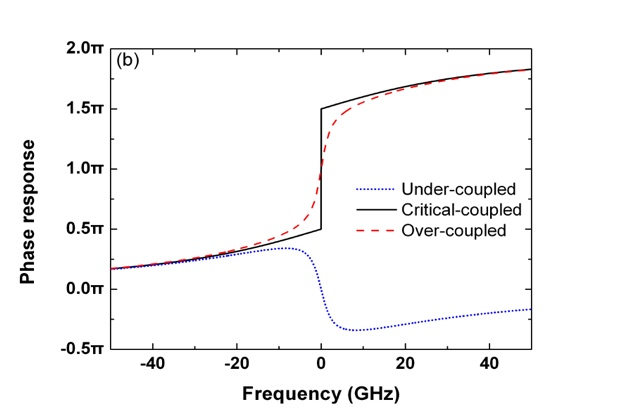 (b)
2.0π
1.5π
1.0π
0.5π
0.0π
-0.5π
Phase response
Under-coupled
Critical-coupled
Over-coupled
-40 -20 0 20 40
Frequency (GHz)